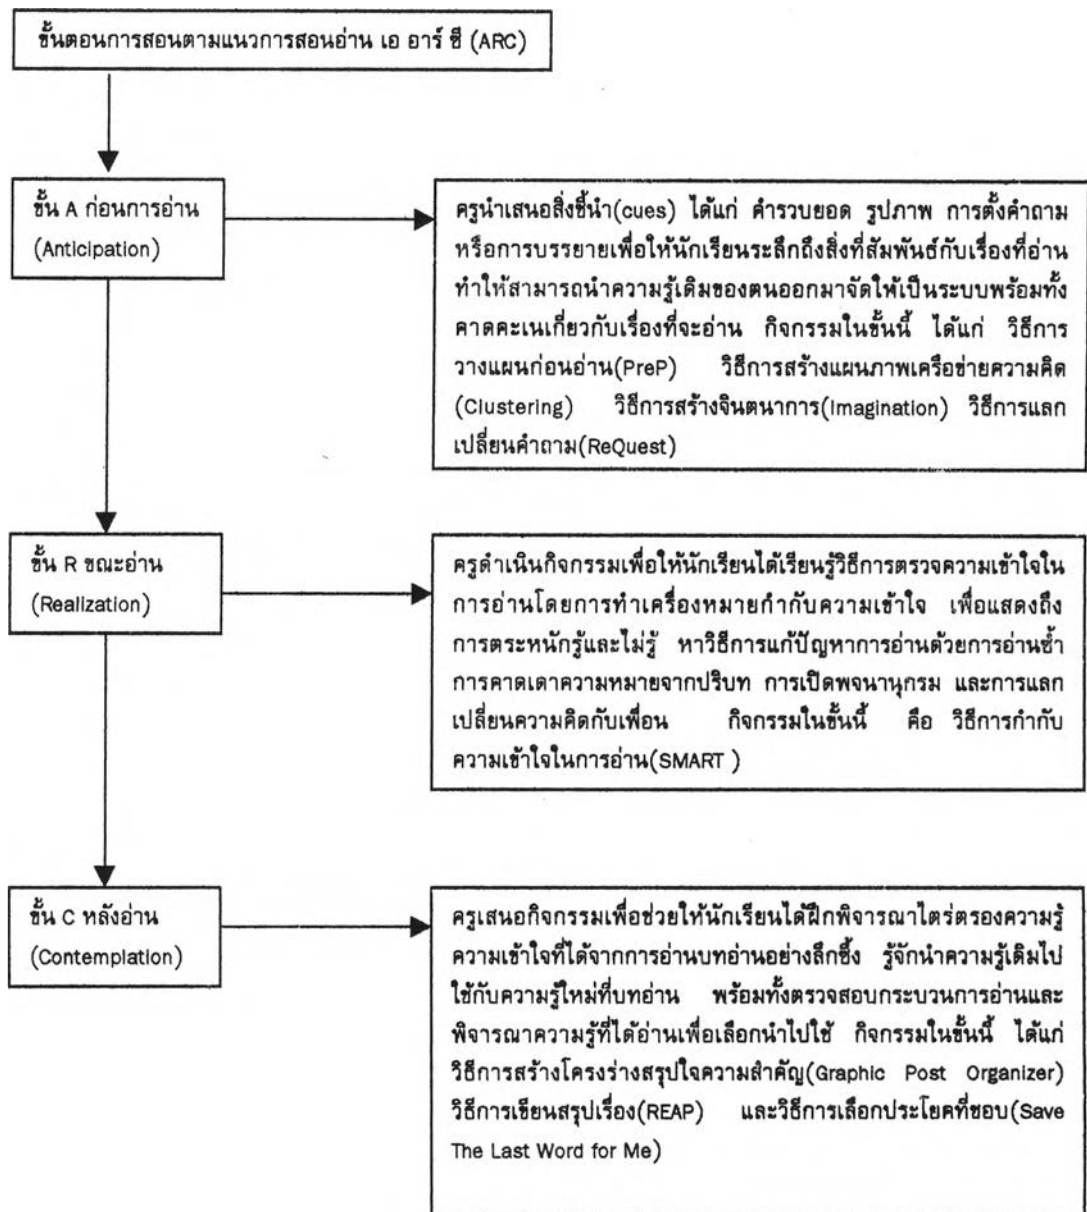 ขั้นตอนการสอนตามแนวการสอนอ่าน เอ อาร์ ซี (ARC)
ขั้น A ก่อนการอ่าน
(Anticipation)
ครูนำเสนอสิ่งชี้นำ(cues) ได้แก่ คำรวบยอด รูปภาพ การตั้งคำถาม
หรือการบรรยายเพื่อให้นักเรียนระลึกถึงสิ่งที่สัมพันธ์กับเรื่องที่อ่าน
ทำให้สามารถนำความรู้เดิมของตนออกมาจัดให้เป็นระบบพร้อมทั้ง
คาดคะเนเกี่ยวกับเรื่องที่จะอ่าน กิจกรรมในขั้นนี้ ได้แก่ วิธีการ
วางแผนก่อนอ่าน(PreP) วิธีการสร้างแผนภาพเครือข่ายความคิด
(Clustering) วิธีการสร้างจินตนาการ(Imagination) วิธีการแลก
เปลี่ยนคำถาม(ReQuest)
ขั้น R ขณะอ่าน
(Realization)
ครูดำเนินกิจกรรมเพื่อให้นักเรียนได้เรียนรู้วิธีการตรวจความเข้าใจใน
การอ่านโดยการทำเครื่องหมายกำกับความเข้าใจ เพื่อแสดงถึง
การตระหนักรู้และไม่รู้ หาวิธีการแก้ปัญหาการอ่านด้วยการอ่านซ้ำ
การคาดเดาความหมายจากปริบท การเปิดพจนานุกรม และการแลก
เปลี่ยนความคิดกับเพื่อน กิจกรรมในขั้นนี้ คือ วิธีการกำกับ
ความเข้าใจในการอ่าน(SMART )
ขั้น C หลังอ่าน
(Contemplation)
ครูเสนอกิจกรรมเพื่อช่วยให้นักเรียนได้ฝึกพิจารณาไตร่ตรองความรู้
ความเข้าใจที่ได้จากการอ่านบทอ่านอย่างลึกซึ้ง รู้จักนำความรู้เดิมไป
ใช้กับความรู้ใหม่ที่บทอ่าน พร้อมทั้งตรวจสอบกระบวนการอ่านและ
พิจารณาความรู้ที่ได้อ่านเพื่อเลือกนำไปใช้ กิจกรรมในขั้นนี้ ได้แก่
วิธีการสร้างโครงร่างสรุปใจความสำคัญ(Graphic Post Organizer)
วิธีการเขียนสรุปเรื่อง(REAP) และวิธีการเลือกประโยคที่ชอบ(Save
The Last Word for Me)